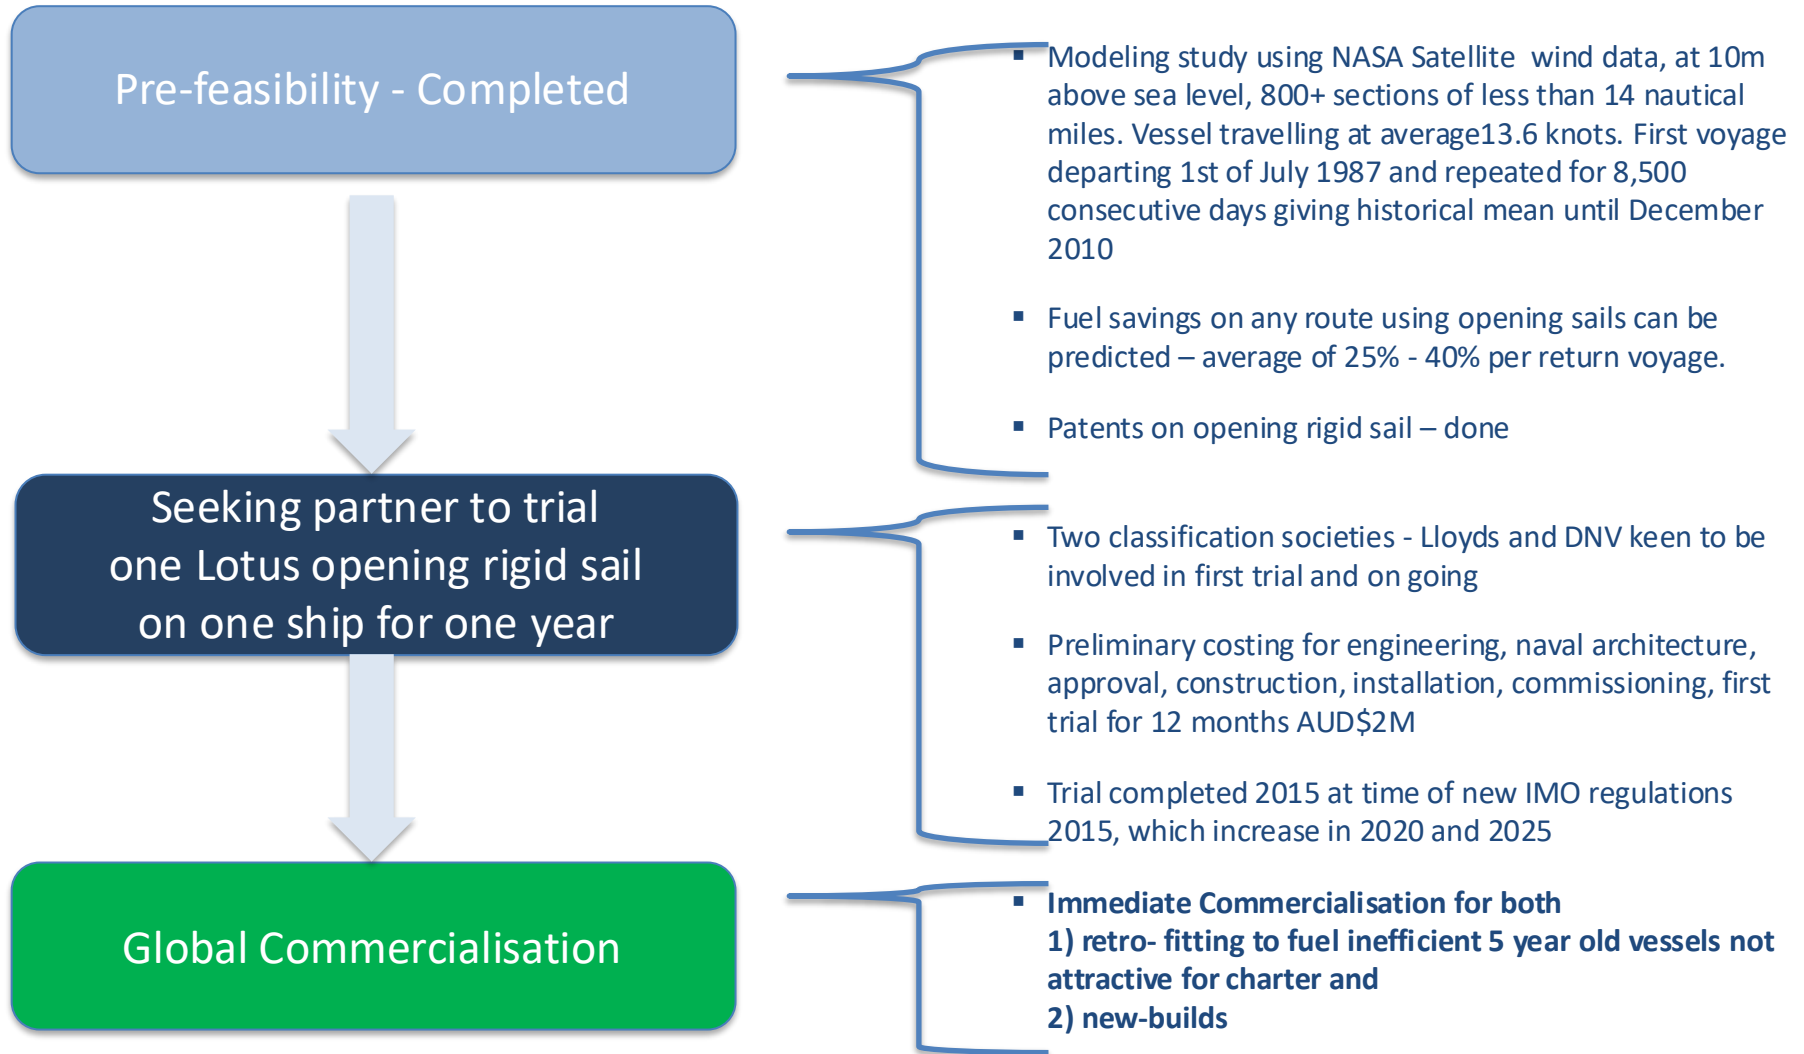 Pre-feasibility - Completed
▪ Modeling study using NASA Satellite  wind data, at 10m
above sea level, 800+ sections of less than 14 nautical
miles. Vessel travelling at average13.6 knots. First voyage
departing 1st of July 1987 and repeated for 8,500
consecutive days giving historical mean until December
2010
▪ Fuel savings on any route using opening sails can be
predicted – average of 25% - 40% per return voyage.
▪ Patents on opening rigid sail – done
Seeking partner to trial
one Lotus opening rigid sail
on one ship for one year
▪ Two classification societies - Lloyds and DNV keen to be
involved in first trial and on going
▪ Preliminary costing for engineering, naval architecture,
approval, construction, installation, commissioning, first
trial for 12 months AUD$2M
▪ Trial completed 2015 at time of new IMO regulations
2015, which increase in 2020 and 2025
Global Commercialisation
▪ Immediate Commercialisation for both
1) retro- fitting to fuel inefficient 5 year old vessels not
attractive for charter and
2) new-builds